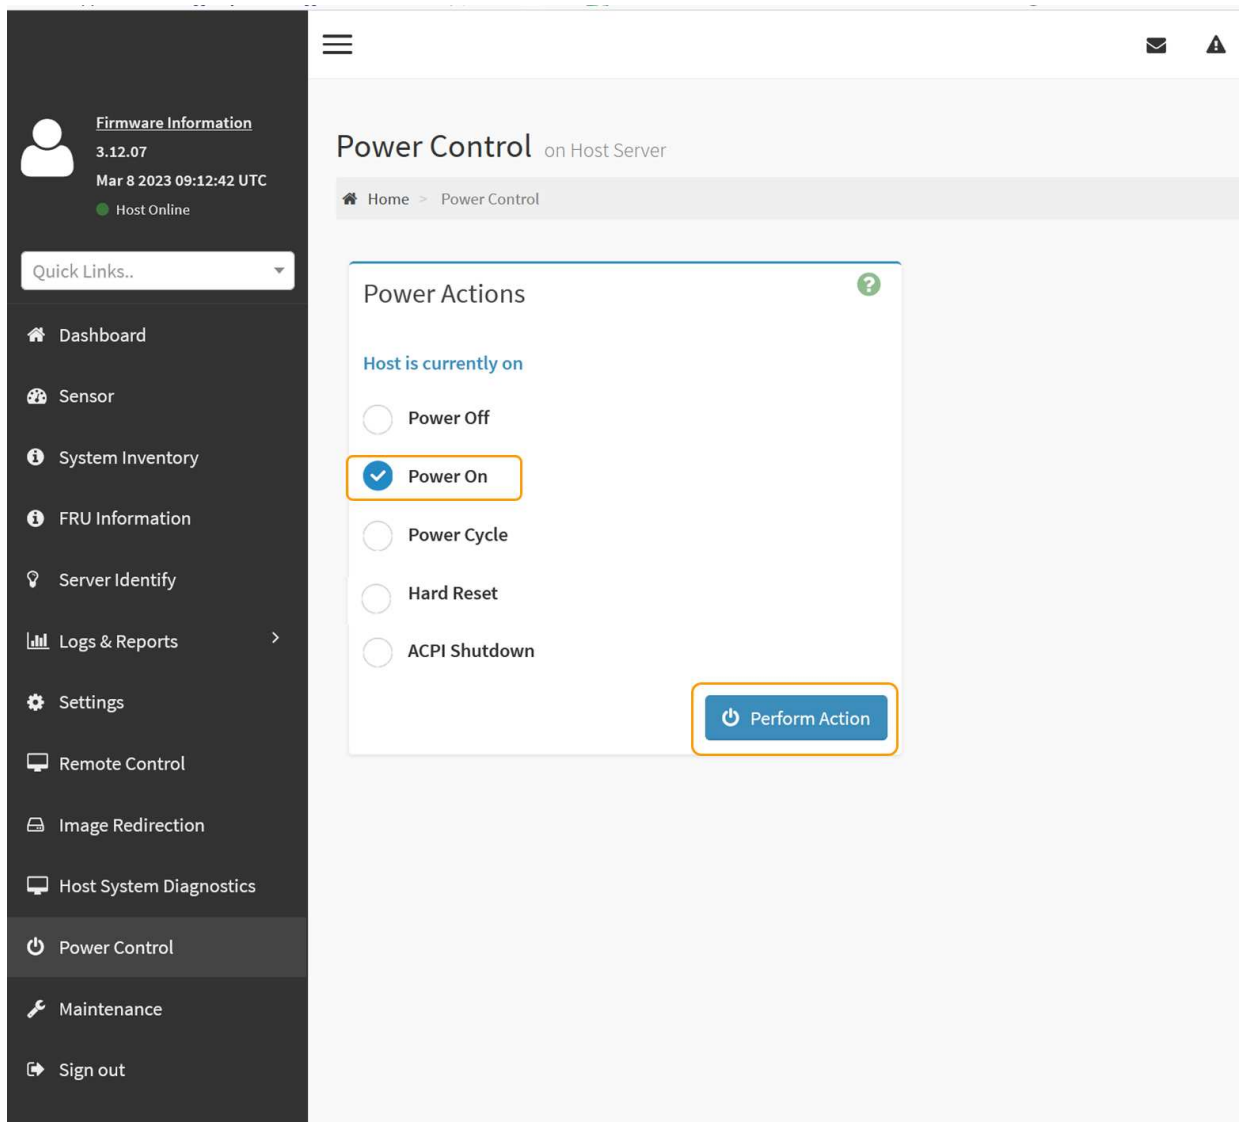 Firmware Information
3.12.07
Mar 8 2023 09:12:42 UTC
Host Online
Quick Links..
Dashboard
Sensor
System Inventory
FRU Information
Server Identify
Logs & Reports
Settings
Remote Control
Image Redirection
Host System Diagnostics
Power Control
Maintenance
Sign out
Power Control on Host Server
Home > Power Control
Power Actions
Host is currently on
Power Off
Power On
Power Cycle
Hard Reset
ACPI Shutdown
Perform Action